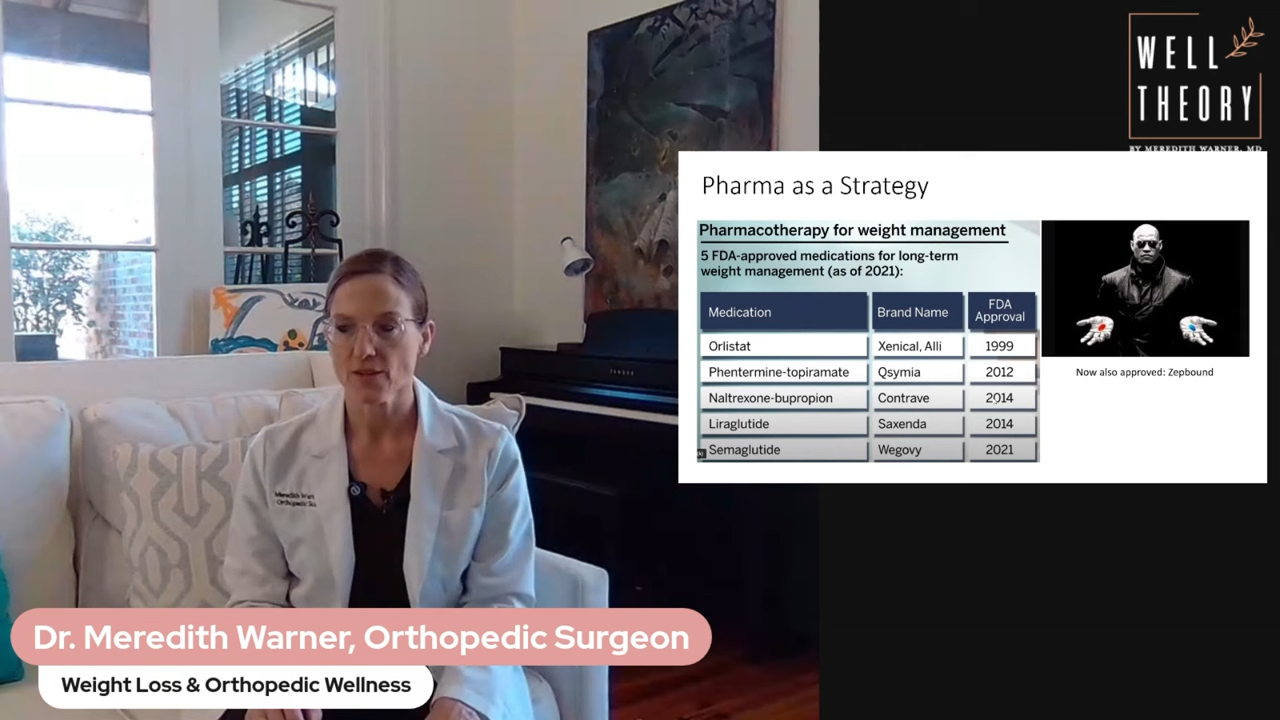 WELL
THEORY
BY MEREDITH WARNER, MD
Pharma as a Strategy
Pharmacotherapy for weight management
5 FDA-approved medications for long-term
weight management (as of 2021):
Medication Brand Name FDA Approval
Orlistat Xenical, Alli 1999
Phentermine-topiramate Qsymia 2012
Naltrexone-bupropion Contrave 2014
Liraglutide Saxenda 2014
Semaglutide Wegovy 2021
Now also approved: Zepbound
Meredith
Orthopedic
Dr. Meredith Warner, Orthopedic Surgeon
Weight Loss & Orthopedic Wellness